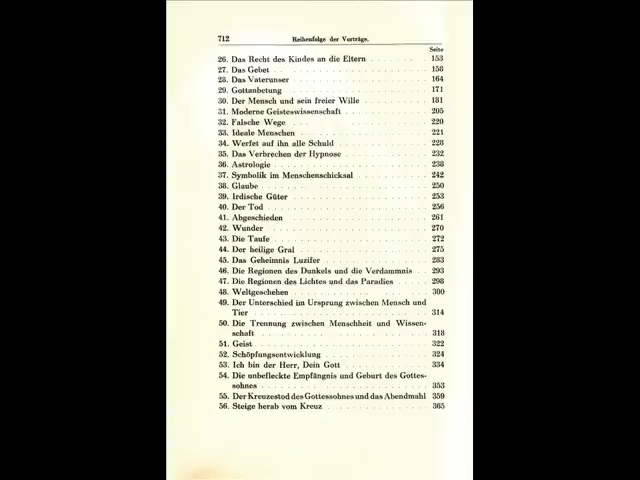 712 Reihenfolge der Vorträge.
Seite
26. Das Recht des Kindes an die Eltern . . . . . . . 153
27. Das Gebet . . . . . . . . . . . . . . . . 158
28. Das Vaterunser . . . . . . . . . . . . . . 164
29. Gottanbetung . . . . . . . . . . . . . . . 171
30. Der Mensch und sein freier Wille . . . . . . . . 181
31. Moderne Geisteswissenschaft . . . . . . . . . . 205
32. Falsche Wege . . . . . . . . . . . . . . . 220
33. Ideale Menschen . . . . . . . . . . . . . . 221
34. Werfet auf ihn alle Schuld . . . . . . . . . . 228
35. Das Verbrechen der Hypnose . . . . . . . . . . 232
36. Astrologie . . . . . . . . . . . . . . . . 238
37. Symbolik im Menschenschicksal . . . . . . . . . 242
38. Glaube . . . . . . . . . . . . . . . . . 250
39. Irdische Güter . . . . . . . . . . . . . . 253
40. Der Tod . . . . . . . . . . . . . . . . . 256
41. Abgeschieden . . . . . . . . . . . . . . . 261
42. Wunder . . . . . . . . . . . . . . . . . 270
43. Die Taufe . . . . . . . . . . . . . . . . 272
44. Der heilige Gral . . . . . . . . . . . . . . 275
45. Das Geheimnis Luzifer . . . . . . . . . . . . 283
46. Die Regionen des Dunkels und die Verdammnis . . . 293
47. Die Regionen des Lichtes und das Paradies . . . . . 298
48. Weltgeschehen . . . . . . . . . . . . . . . 300
49. Der Unterschied im Ursprung zwischen Mensch und
Tier . . . . . . . . . . . . . . . . . . 314
50. Die Trennung zwischen Menschheit und Wissen-
schaft . . . . . . . . . . . . . . . . . 318
51. Geist . . . . . . . . . . . . . . . . . . 322
52. Schöpfungsentwicklung . . . . . . . . . . . . 324
53. Ich bin der Herr, Dein Gott . . . . . . . . . . 334
54. Die unbefleckte Empfängnis und Geburt des Gottes-
sohnes . . . . . . . . . . . . . . . . . 353
55. Der Kreuzestod des Gottessohnes und das Abendmahl 359
56. Steige herab vom Kreuz . . . . . . . . . . . 365